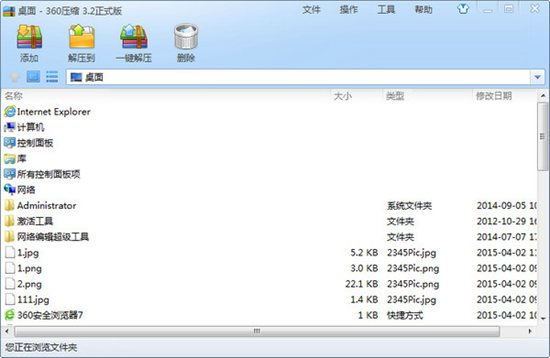 桌面 - 360压缩 3.2正式版 文件 操作 工具 帮助
添加 解压到 一键解压 删除
桌面
名称 大小 类型 修改日期
Internet Explorer
计算机
控制面板
库
所有控制面板项
网络
Administrator 系统文件夹 2014-09-05 10
激活工具 文件夹 2012-10-29 16
网络编辑超级工具 文件夹 2014-07-07 17
1.jpg 5.2 KB 2345Pic.jpg 2015-04-02 11
1.png 3.0 KB 2345Pic.png 2015-04-02 09
2.png 22.1 KB 2345Pic.png 2015-04-02 09
111.jpg 1.4 KB 2345Pic.jpg 2015-04-02 09
360安全浏览器7 1 KB 快捷方式 2015-04-02 10
您正在浏览文件夹